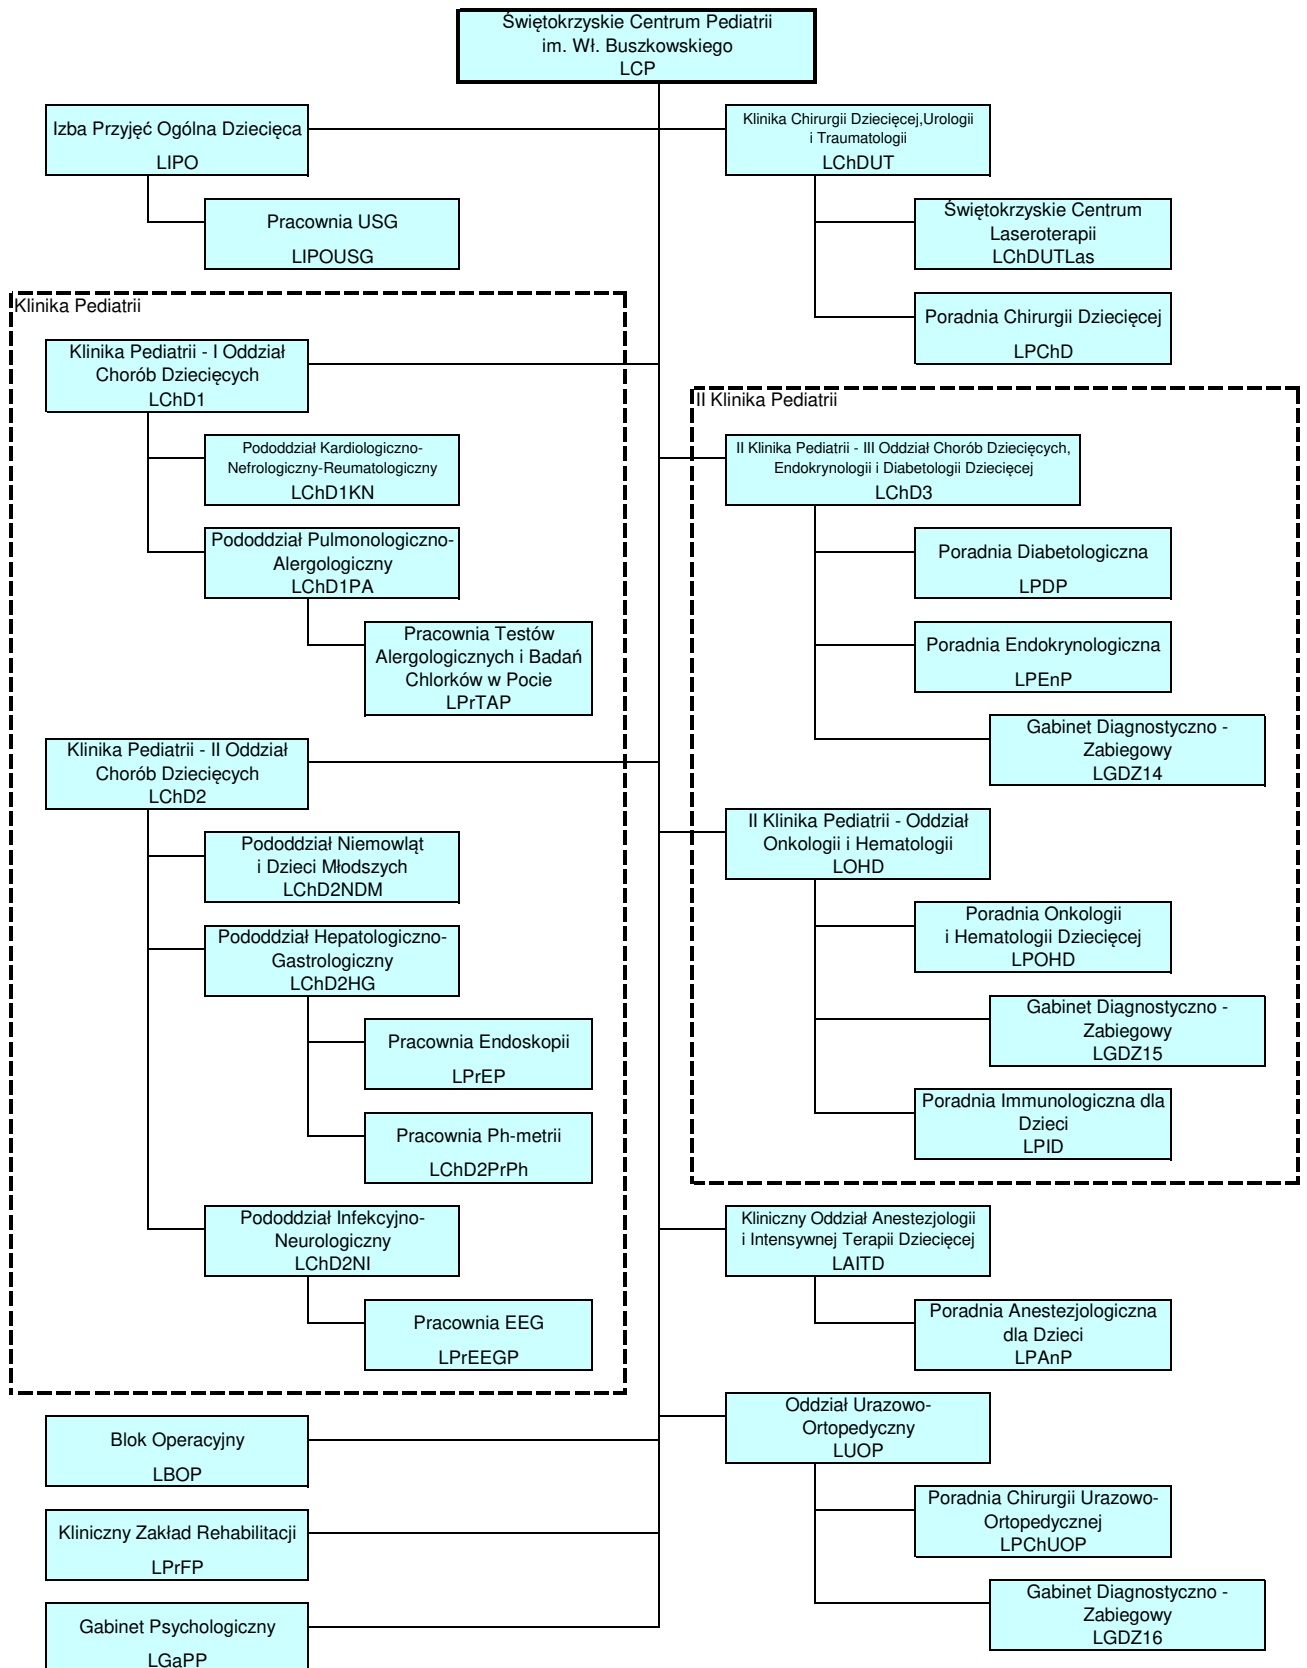 Świętokrzyskie Centrum Pediatrii
im. Wł. Buszkowskiego
LCP
Izba Przyjęć Ogólna Dziecięca
LIPO
Pracownia USG
LIPOUSG
Klinika Chirurgii Dziecięcej,Urologii
i Traumatologii
LChDUT
Świętokrzyskie Centrum
Laseroterapii
LChDUTLas
Poradnia Chirurgii Dziecięcej
LPChD
Klinika Pediatrii
Klinika Pediatrii - I Oddział
Chorób Dziecięcych
LChD1
Pododdział Kardiologiczno-
Nefrologiczny-Reumatologiczny
LChD1KN
Pododdział Pulmonologiczno-
Alergologiczny
LChD1PA
Pracownia Testów
Alergologicznych i Badań
Chlorków w Pocie
LPrTAP
Klinika Pediatrii - II Oddział
Chorób Dziecięcych
LChD2
Pododdział Niemowląt
i Dzieci Młodszych
LChD2NDM
Pododdział Hepatologiczno-
Gastrologiczny
LChD2HG
Pracownia Endoskopii
LPrEP
Pracownia Ph-metrii
LChD2PrPh
Pododdział Infekcyjno-
Neurologiczny
LChD2NI
Pracownia EEG
LPrEEGP
II Klinika Pediatrii
II Klinika Pediatrii - III Oddział Chorób Dziecięcych,
Endokrynologii i Diabetologii Dziecięcej
LChD3
Poradnia Diabetologiczna
LPDP
Poradnia Endokrynologiczna
LPEnP
Gabinet Diagnostyczno -
Zabiegowy
LGDZ14
II Klinika Pediatrii - Oddział
Onkologii i Hematologii
LOHD
Poradnia Onkologii
i Hematologii Dziecięcej
LPOHD
Gabinet Diagnostyczno -
Zabiegowy
LGDZ15
Poradnia Immunologiczna dla
Dzieci
LPID
Kliniczny Oddział Anestezjologii
i Intensywnej Terapii Dziecięcej
LAITD
Poradnia Anestezjologiczna
dla Dzieci
LPAnP
Oddział Urazowo-
Ortopedyczny
LUOP
Poradnia Chirurgii Urazowo-
Ortopedycznej
LPChUOP
Gabinet Diagnostyczno -
Zabiegowy
LGDZ16
Blok Operacyjny
LBOP
Kliniczny Zakład Rehabilitacji
LPrFP
Gabinet Psychologiczny
LGaPP